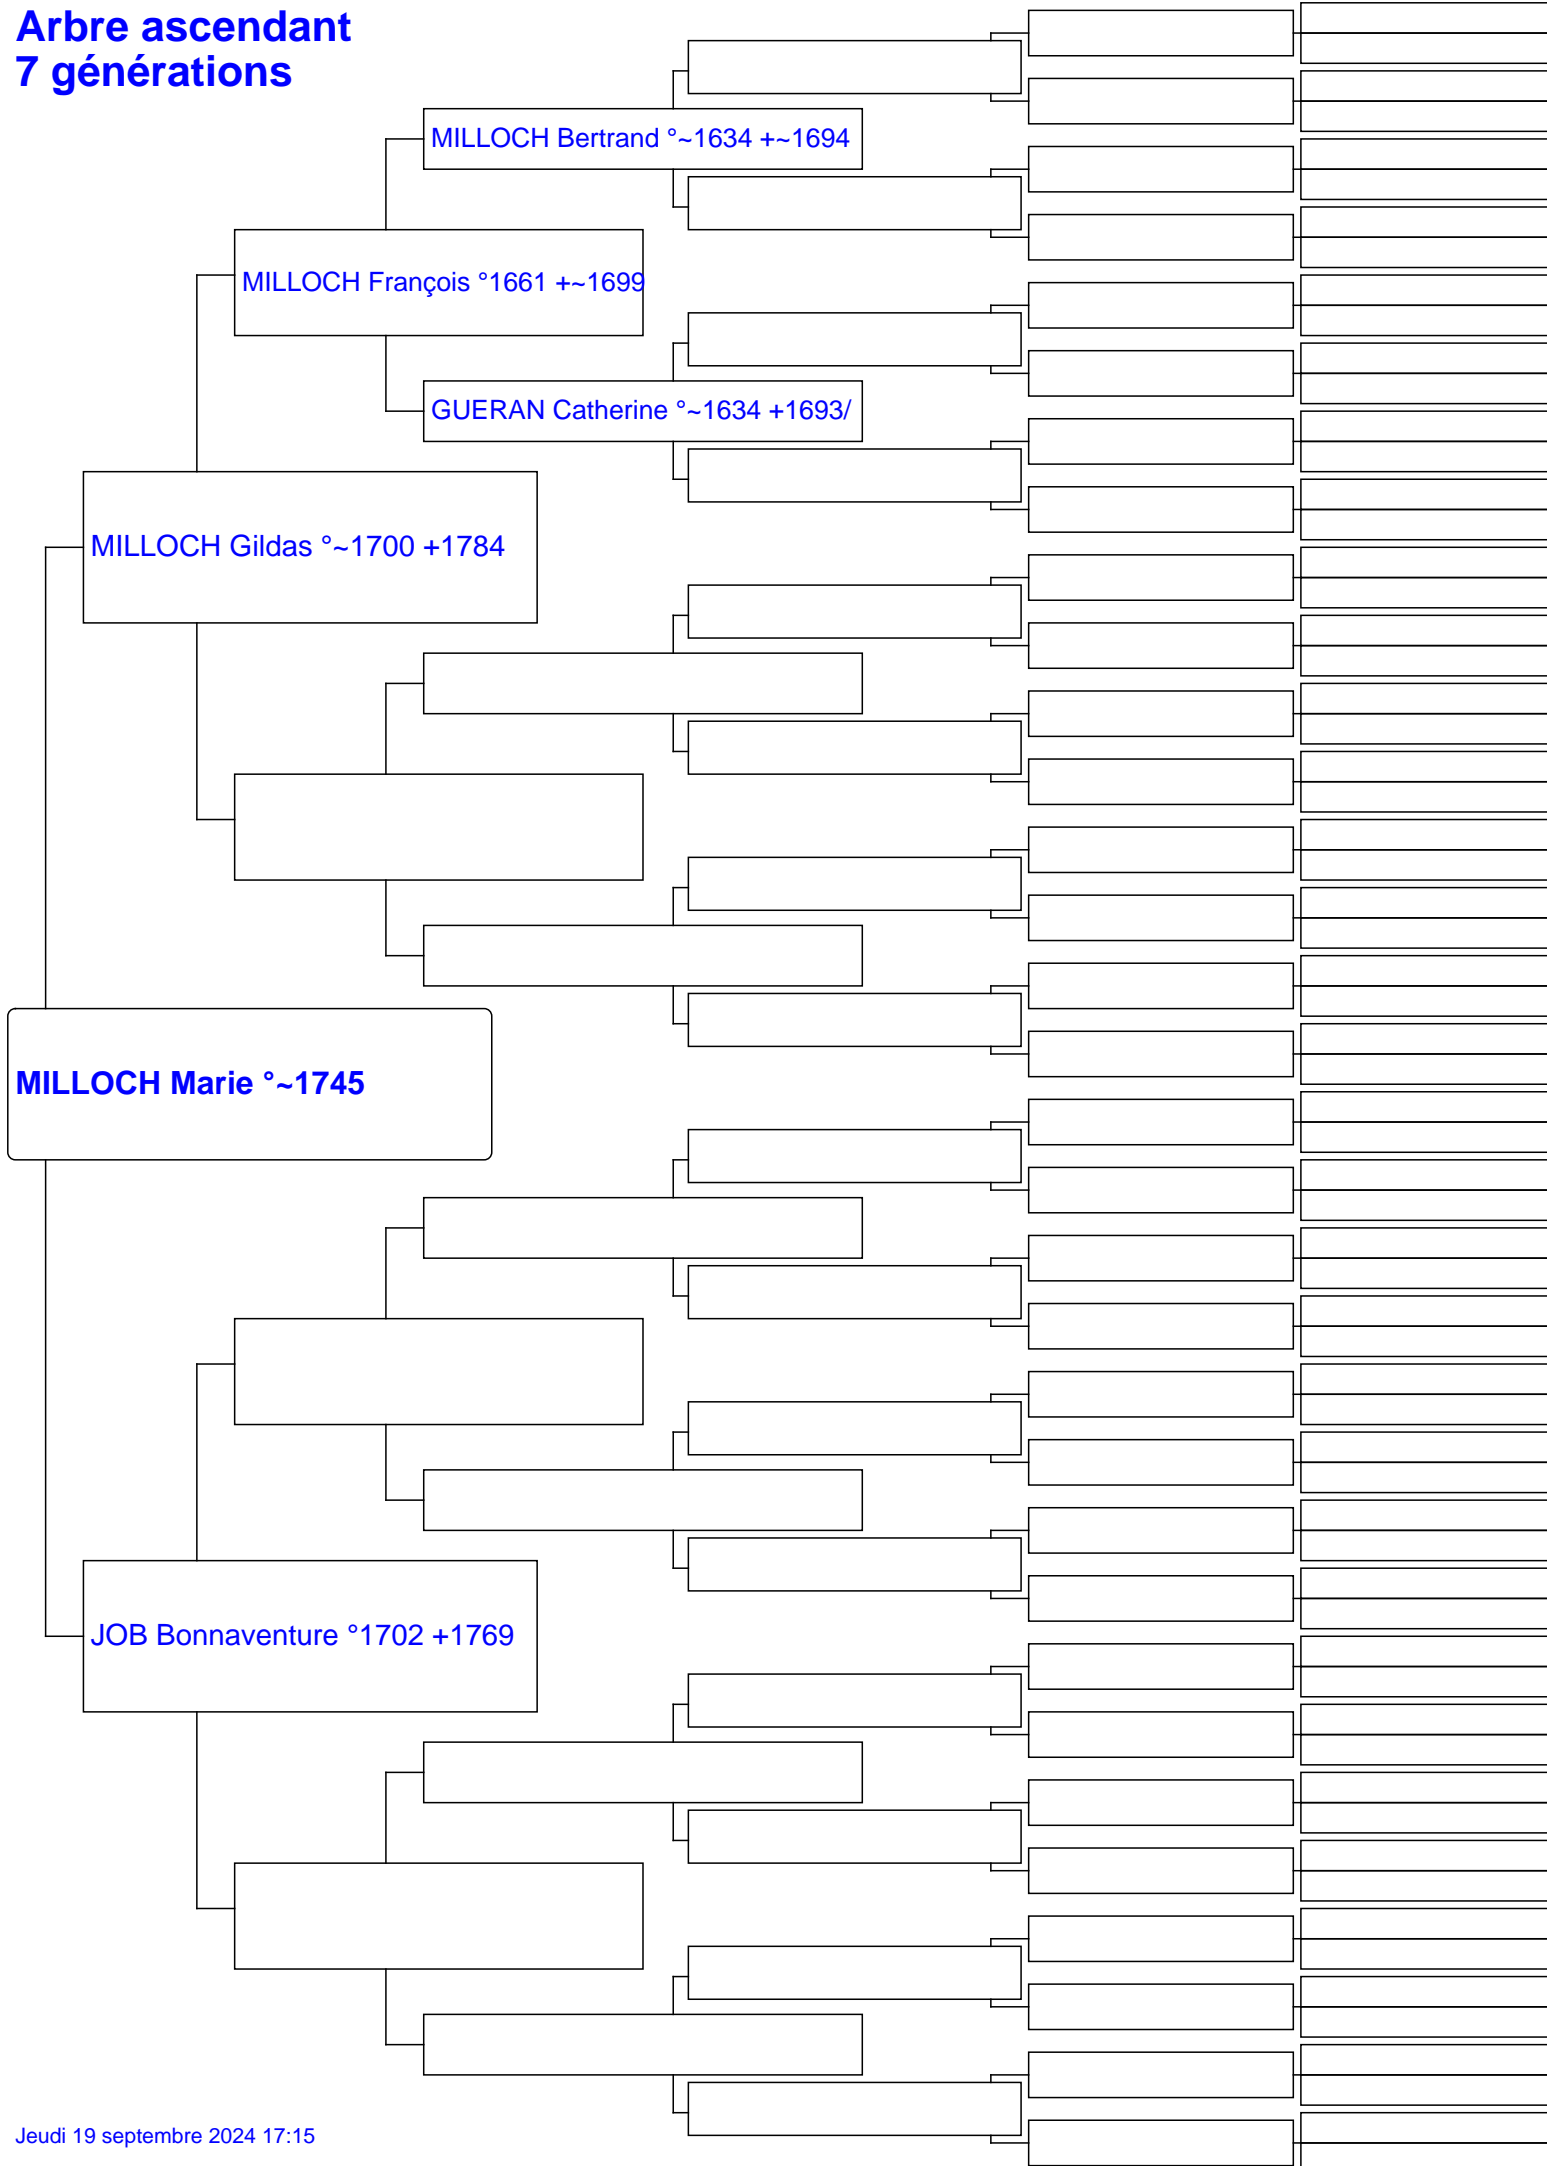 Arbre ascendant
7 générations
MILLOCH Bertrand °~1634 +~1694
MILLOCH François °1661 +~1699
GUERAN Catherine °~1634 +1693/
MILLOCH Gildas °~1700 +1784
MILLOCH Marie °~1745
JOB Bonnaventure °1702 +1769
Jeudi 19 septembre 2024 17:15